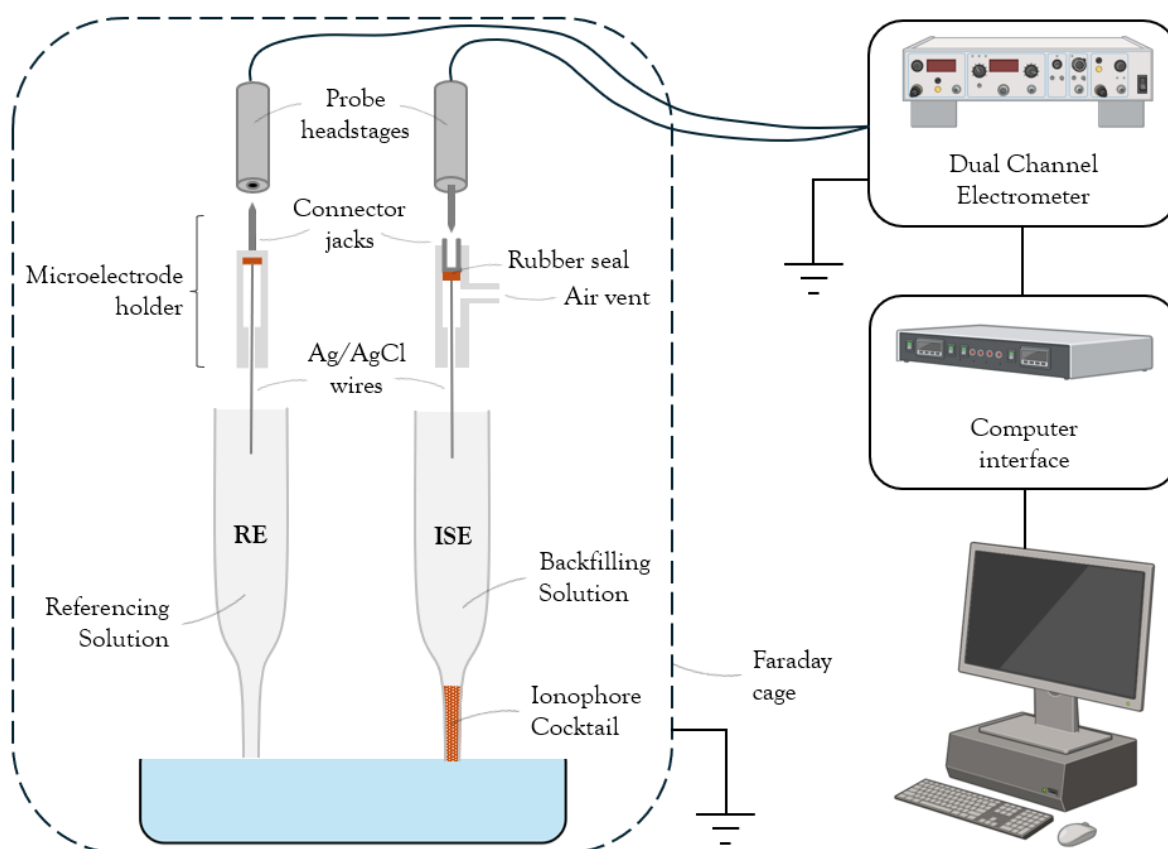 Probe
headstages
Connector
jacks
Microelectrode
holder
Rubber seal
Air vent
Ag/AgCl
wires
RE
ISE
Referencing
Solution
Backfilling
Solution
Ionophore
Cocktail
Faraday
cage
Dual Channel
Electrometer
Computer
interface